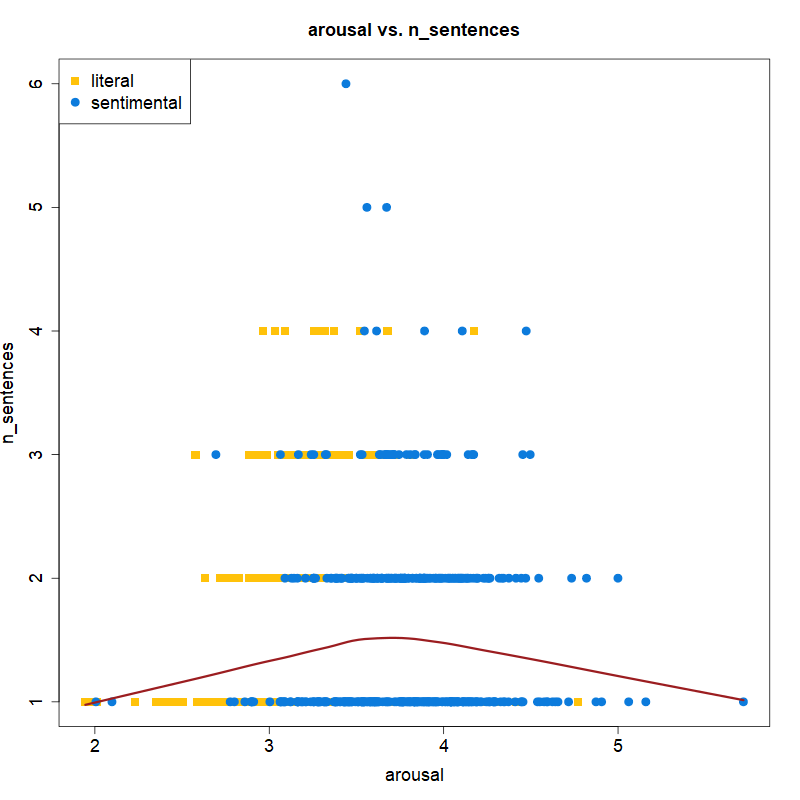 arousal vs. n_sentences
literal
sentimental
6
5
4
3
2
1
n_sentences
2
3
4
5
arousal